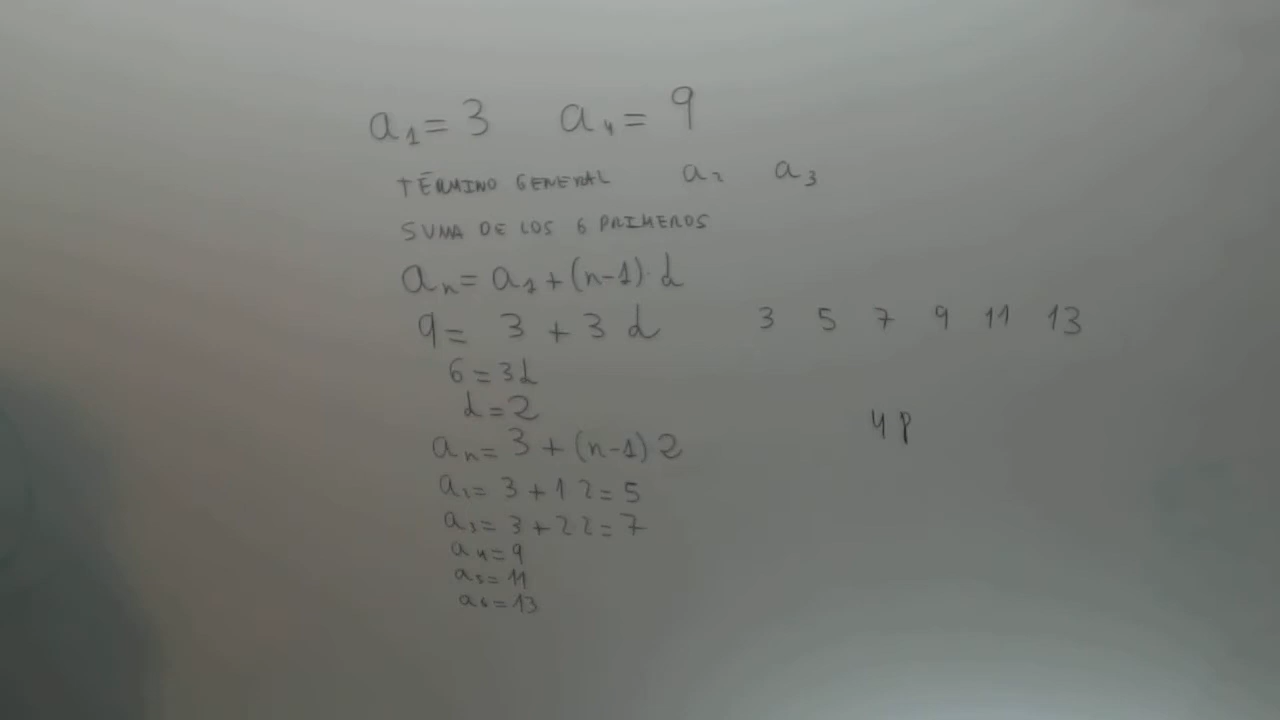 a₁ = 3 a₄ = 9
TÉRMINO GENERAL a₂ a₃
SUMA DE LOS 6 PRIMEROS
aₙ = a₁ + (n-1)·d
9 = 3 + 3 d
3 5 7 9 11 13
6 = 3d
d = 2
4 p
aₙ = 3 + (n-1) 2
a₂ = 3 + 1 2 = 5
a₃ = 3 + 2 2 = 7
a₄ = 9
a₅ = 11
a₆ = 13